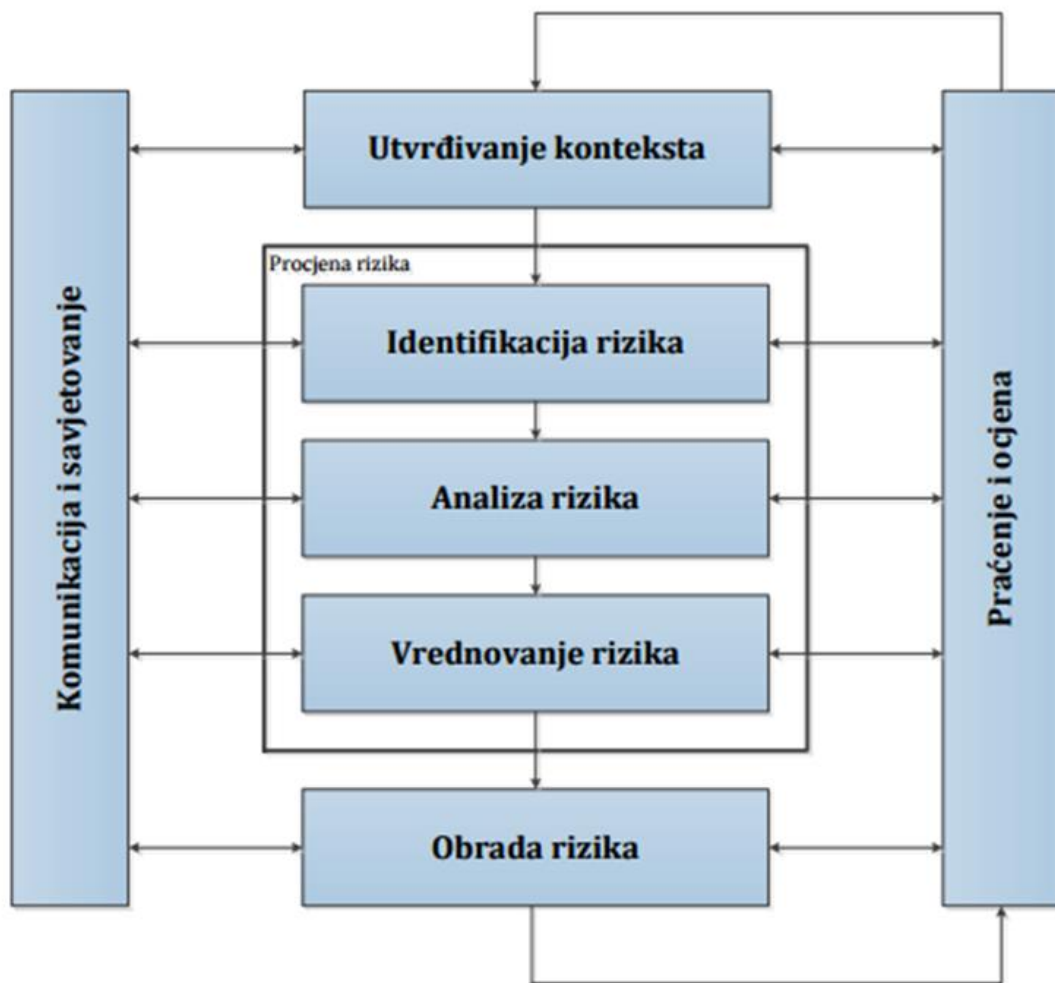 Utvrđivanje konteksta
Procjena rizika
Identifikacija rizika
Analiza rizika
Vrednovanje rizika
Obrada rizika
Komunikacija i savjetovanje
Praćenje i ocjena